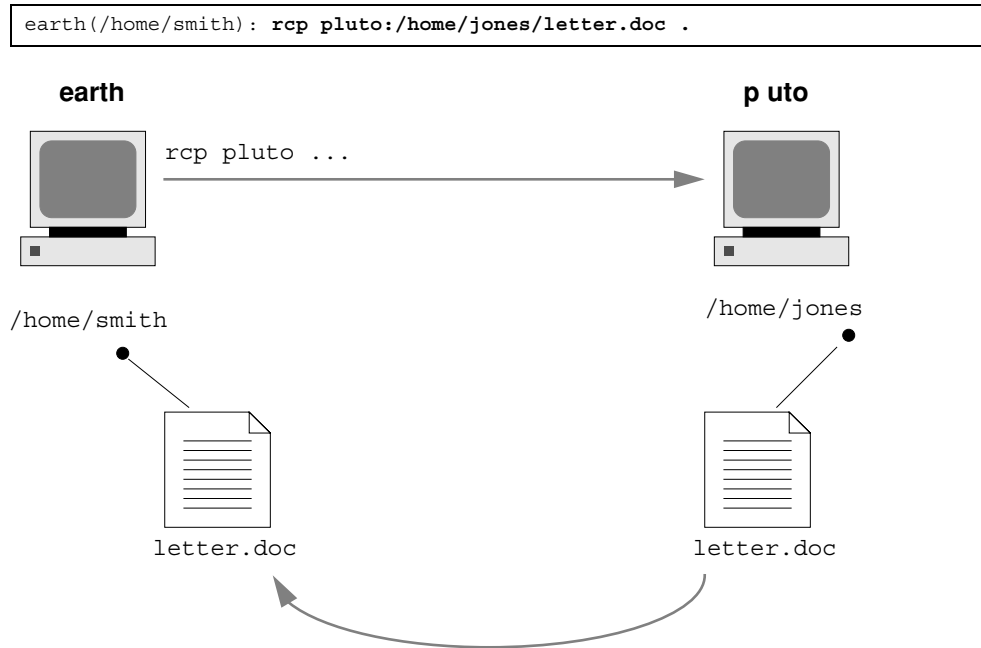 earth(/home/smith): rcp pluto:/home/jones/letter.doc .
earth
p uto
rcp pluto ...
/home/smith
/home/jones
letter.doc
letter.doc